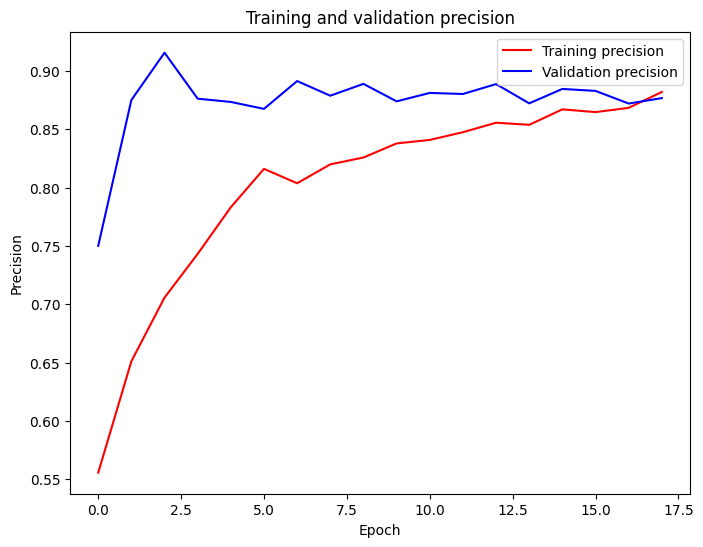 Training and validation precision
Training precision
Validation precision
0.90
0.85
0.80
0.75
0.70
0.65
0.60
0.55
Precision
0.0 2.5 5.0 7.5 10.0 12.5 15.0 17.5
Epoch